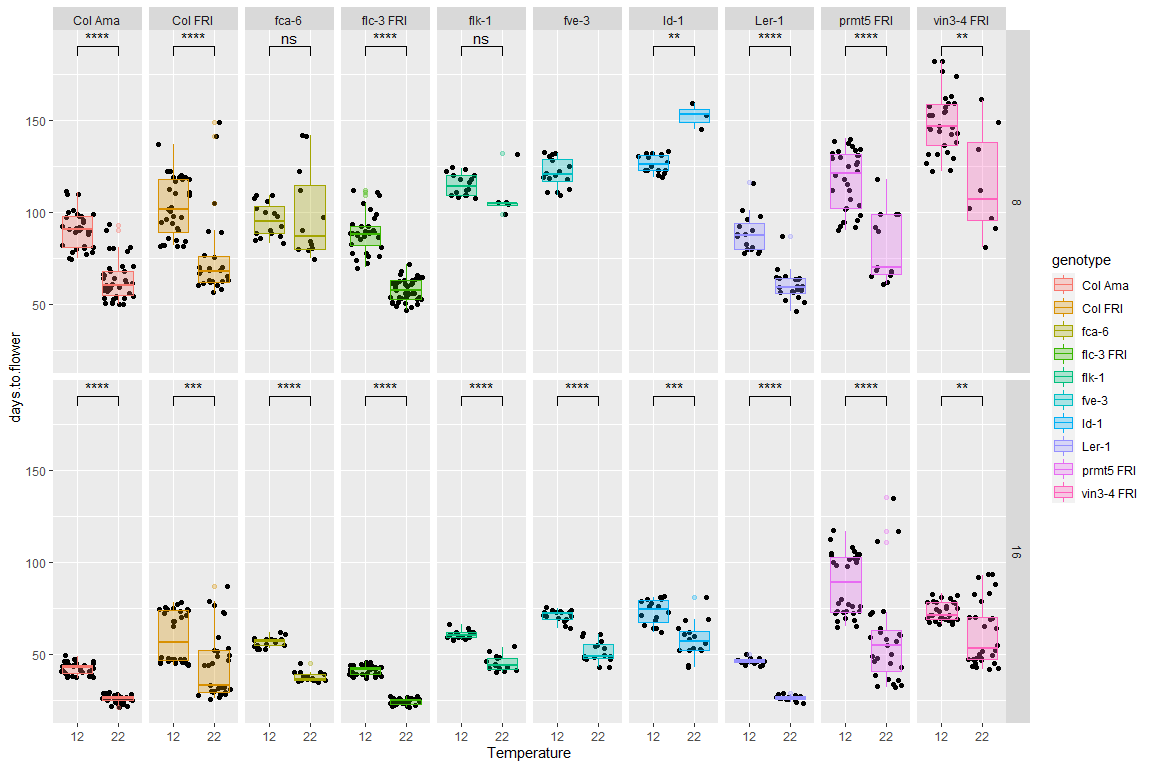 Col Ama Col FRI fca-6 flc-3 FRI flk-1 fve-3 ld-1 Ler-1 prmt5 FRI vin3-4 FRI
**** **** ns **** ns ** **** **** **
150
100
50
8
**** *** **** **** **** **** *** **** **** **
150
100
50
16
days.to.flower
12 22 12 22 12 22 12 22 12 22 12 22 12 22 12 22 12 22 12 22
Temperature
genotype
Col Ama
Col FRI
fca-6
flc-3 FRI
flk-1
fve-3
ld-1
Ler-1
prmt5 FRI
vin3-4 FRI